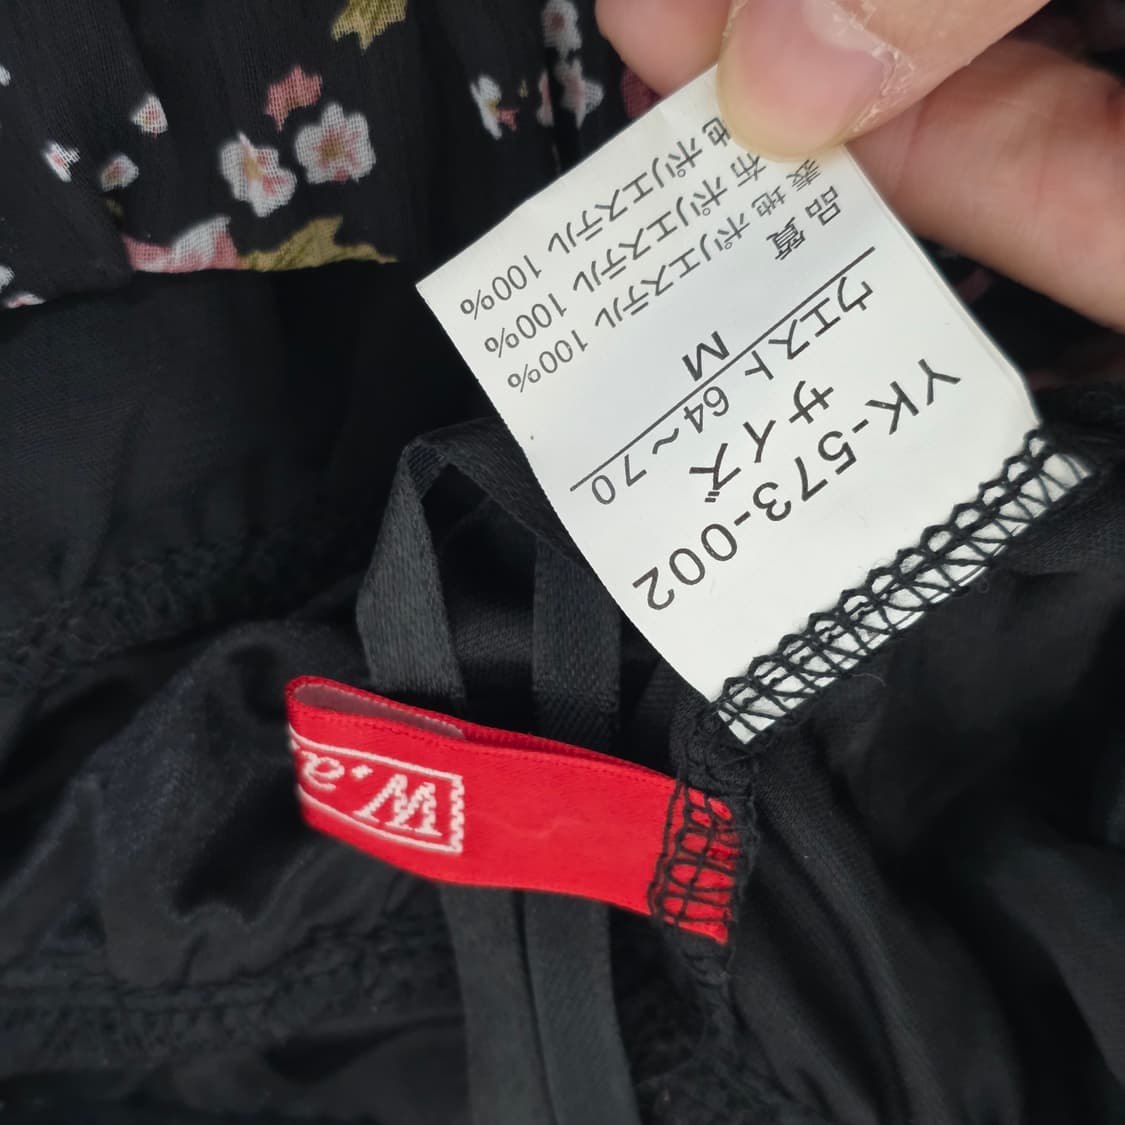 YK-573-002
サイズ
M
ウエスト 64～70
品質
表地 ポリエステル 100%
布 ポリエステル 100%
地 ポリエステル 100%
W.a